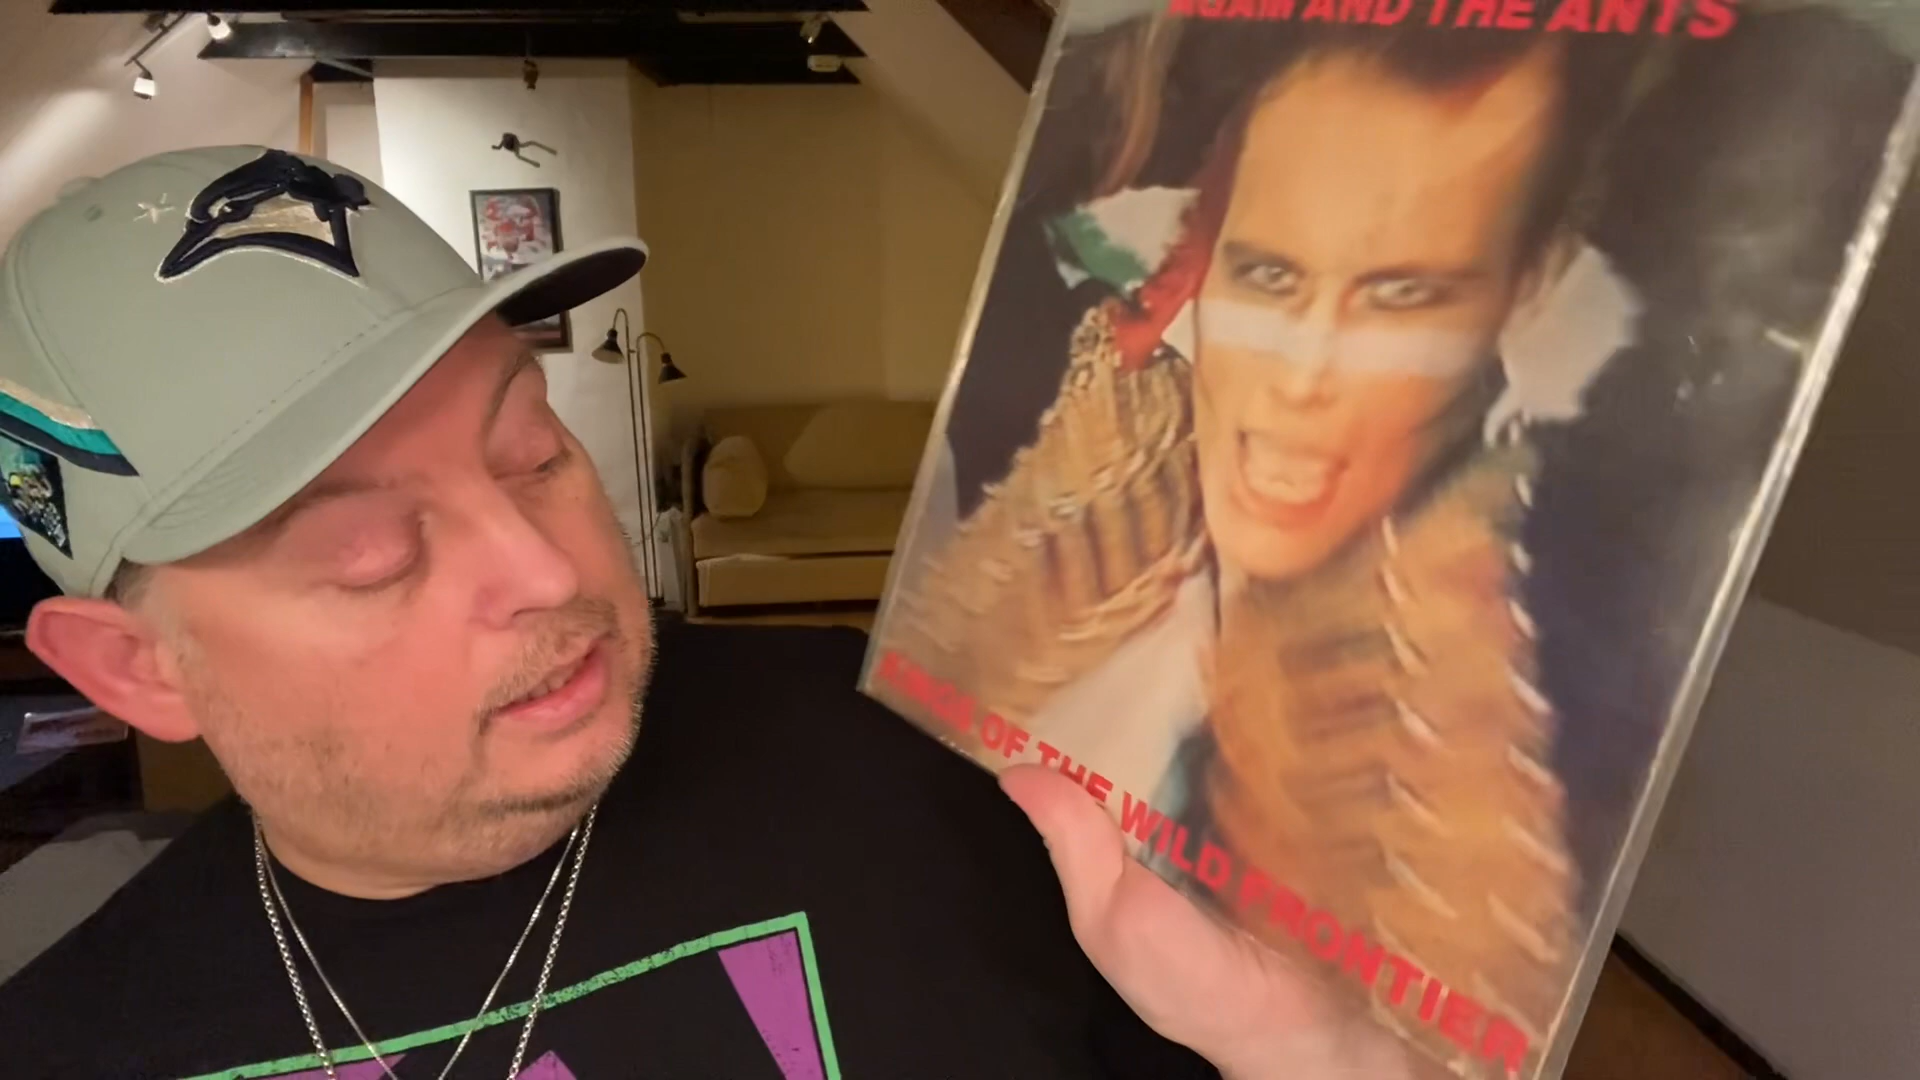 ADAM AND THE ANTS
KINGS OF THE WILD FRONTIER